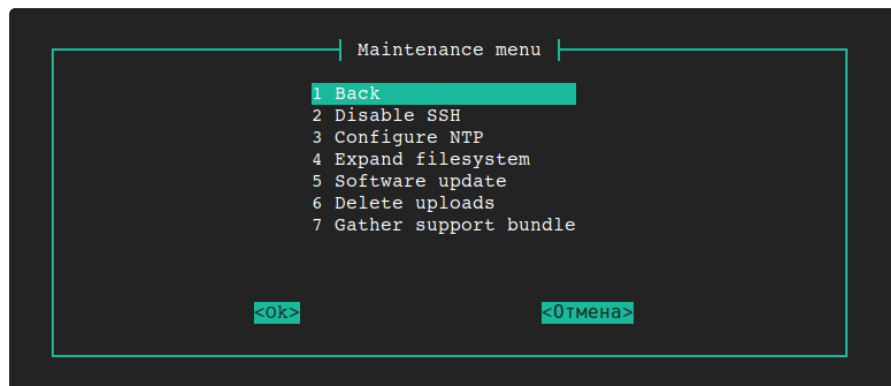 Maintenance menu
1 Back
2 Disable SSH
3 Configure NTP
4 Expand filesystem
5 Software update
6 Delete uploads
7 Gather support bundle
<Ok> <Отмена>